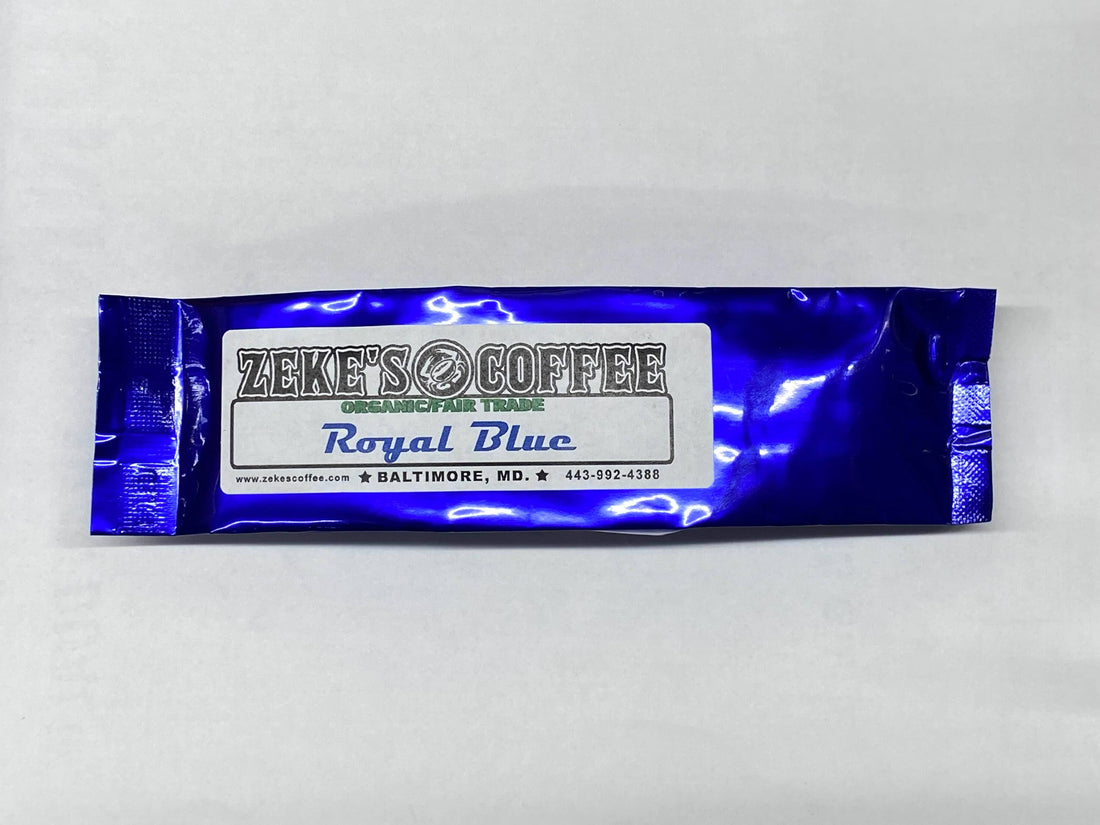 ZEKE'S COFFEE
ORGANIC/FAIR TRADE
Royal Blue
www.zekescoffee.com ★ BALTIMORE, MD. ★ 443-992-4388